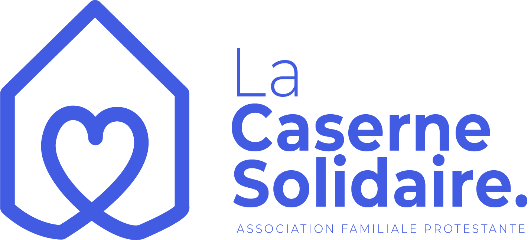 La
Caserne
Solidaire.
ASSOCIATION FAMILIALE PROTESTANTE